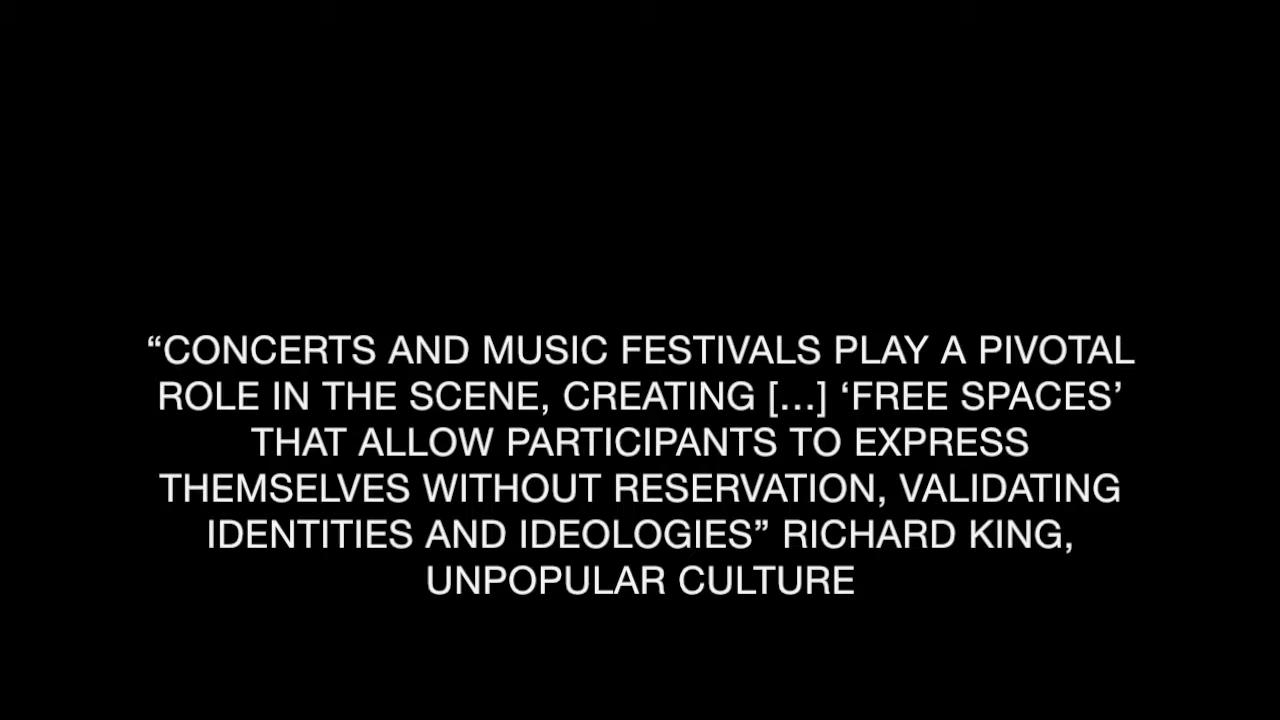 “CONCERTS AND MUSIC FESTIVALS PLAY A PIVOTAL
ROLE IN THE SCENE, CREATING [...] ‘FREE SPACES’
THAT ALLOW PARTICIPANTS TO EXPRESS
THEMSELVES WITHOUT RESERVATION, VALIDATING
IDENTITIES AND IDEOLOGIES” RICHARD KING,
UNPOPULAR CULTURE